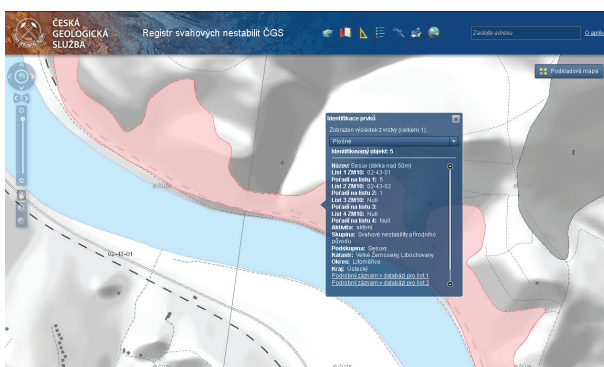 ČESKÁ
GEOLOGICKÁ
SLUŽBA
Registr svahových nestabilit ČGS
Zadejte adresu
O aplik
Podkladová mapa
Identifikace prvků
Zobrazen výsledek z vrstvy (celkem 1):
Plošné
Identifikovaný objekt: 5
Název: Sesuv (délka nad 50m)
List 1 ZM10: 02-43-01
Pořadí na listu 1: 5
List 2 ZM10: 02-43-02
Pořadí na listu 2: 1
List 3 ZM10: Null
Pořadí na listu 3:
List 4 ZM10: Null
Pořadí na listu 4: Null
Aktivita: aktivní
Skupina: Svahové nestability přírodního
původu
Podskupina: Sesuvy
Katastr: Velké Žernoseky, Libochovany
Okres: Litoměřice
Kraj: Ústecký
Podrobný záznam v databázi pro list 1
Podrobný záznam v databázi pro list 2
2
© ČÚZK
02-43-01
© ČÚZK
© ČÚZK